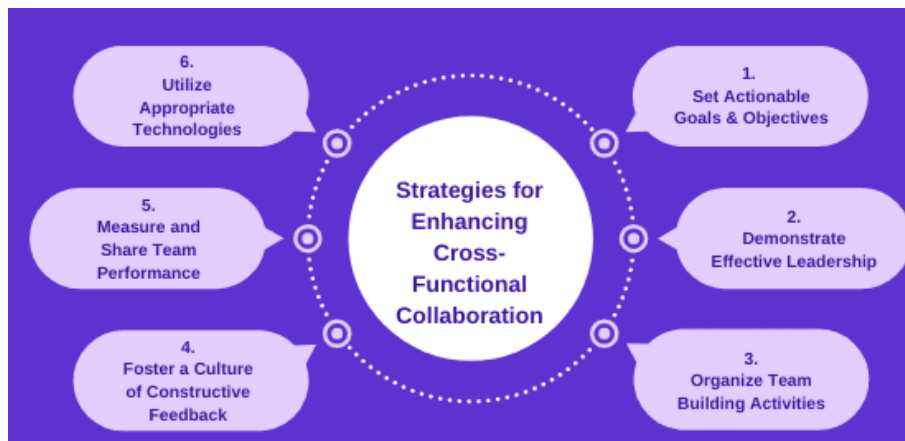 Strategies for
Enhancing
Cross-
Functional
Collaboration
1.
Set Actionable
Goals & Objectives
2.
Demonstrate
Effective Leadership
3.
Organize Team
Building Activities
4.
Foster a Culture
of Constructive
Feedback
5.
Measure and
Share Team
Performance
6.
Utilize
Appropriate
Technologies